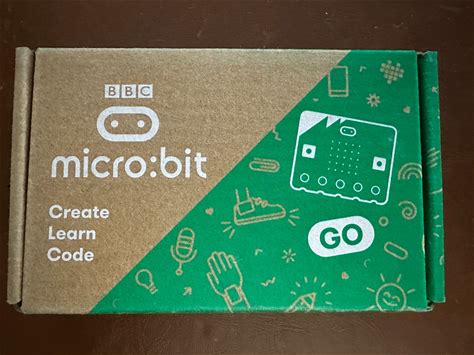 BBC
micro:bit
Create
Learn
Code
GO